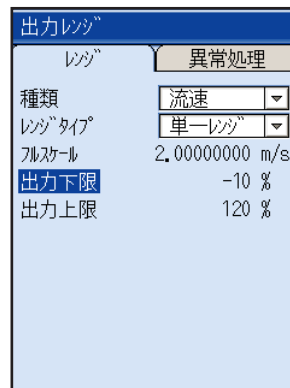 出力ﾚﾝｼﾞ
ﾚﾝｼﾞ 異常処理
種類 流速
ﾚﾝｼﾞﾀｲﾌﾟ 単一ﾚﾝｼﾞ
ﾌﾙｽｹｰﾙ 2.00000000 m/s
出力下限 -10 %
出力上限 120 %